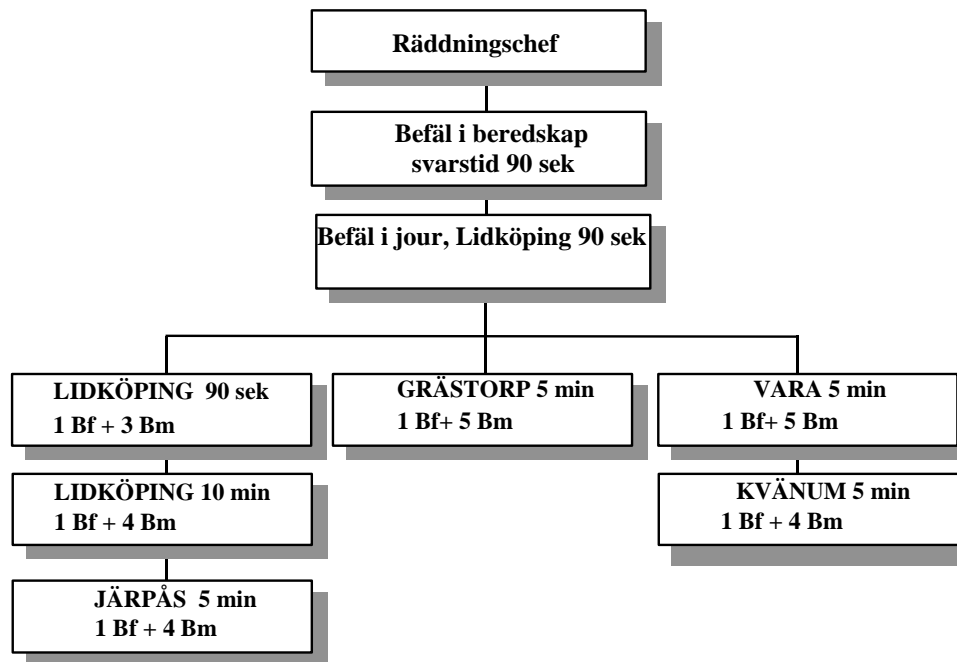 Räddningschef
Befäl i beredskap
svarstid 90 sek
Befäl i jour, Lidköping 90 sek
LIDKÖPING 90 sek
1 Bf + 3 Bm
GRÄSTORP 5 min
1 Bf+ 5 Bm
VARA 5 min
1 Bf+ 5 Bm
LIDKÖPING 10 min
1 Bf + 4 Bm
KVÄNUM 5 min
1 Bf + 4 Bm
JÄRPÅS 5 min
1 Bf + 4 Bm